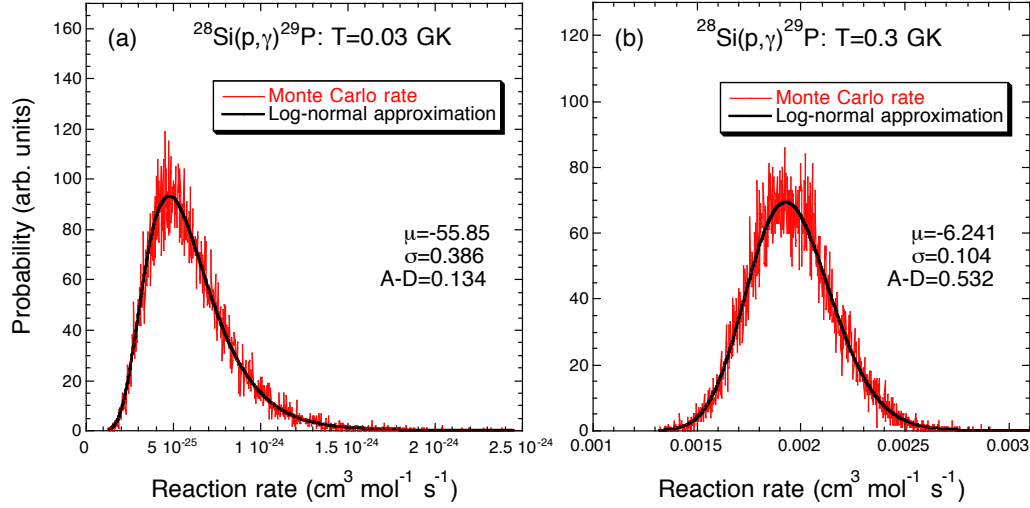 (a)
²⁸Si(p,γ)²⁹P: T=0.03 GK
Monte Carlo rate
Log-normal approximation
μ=-55.85
σ=0.386
A-D=0.134
Probability (arb. units)
160
140
120
100
80
60
40
20
0
0 5 10⁻²⁵ 1 10⁻²⁴ 1.5 10⁻²⁴ 2 10⁻²⁴ 2.5 10⁻²⁴
Reaction rate (cm³ mol⁻¹ s⁻¹)
(b)
²⁸Si(p,γ)²⁹P: T=0.3 GK
Monte Carlo rate
Log-normal approximation
μ=-6.241
σ=0.104
A-D=0.532
120
100
80
60
40
20
0
0.001 0.0015 0.002 0.0025 0.003
Reaction rate (cm³ mol⁻¹ s⁻¹)